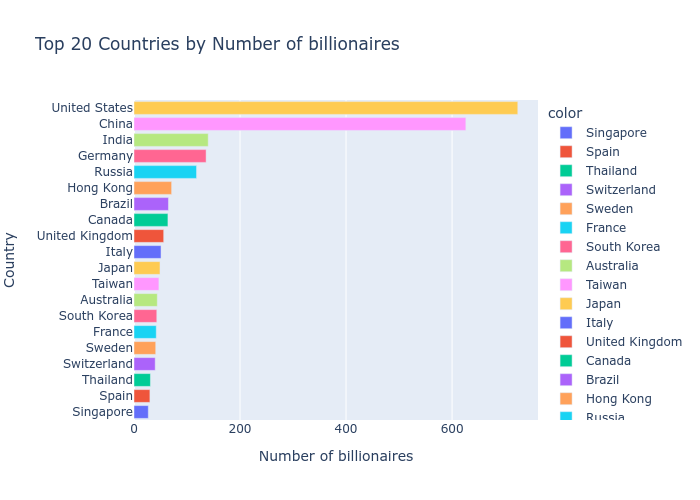 Top 20 Countries by Number of billionaires
United States
China
India
Germany
Russia
Hong Kong
Brazil
Canada
United Kingdom
Italy
Japan
Taiwan
Australia
South Korea
France
Sweden
Switzerland
Thailand
Spain
Singapore
Country
0 200 400 600
Number of billionaires
color
Singapore
Spain
Thailand
Switzerland
Sweden
France
South Korea
Australia
Taiwan
Japan
Italy
United Kingdom
Canada
Brazil
Hong Kong
Russia